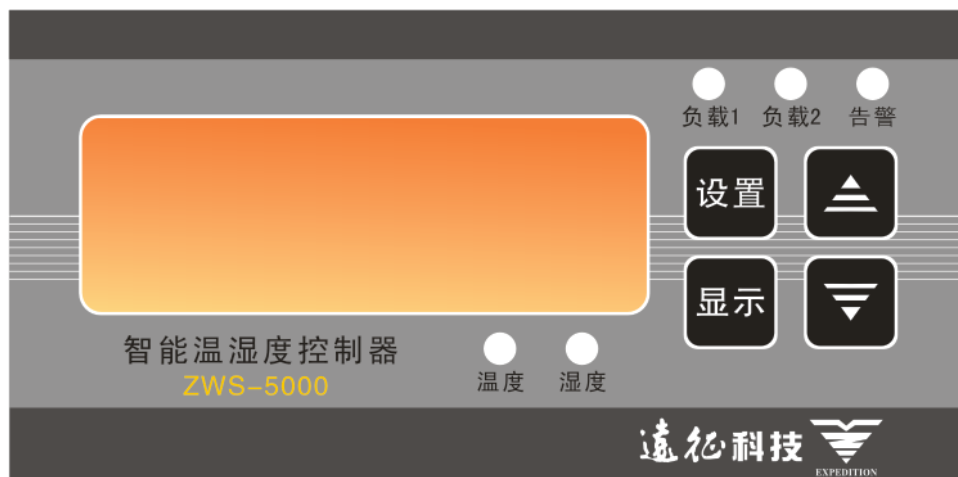 负载1 负载2 告警
设置
显示
智能温湿度控制器
ZWS-5000
温度 湿度
遠征科技
EXPEDITION